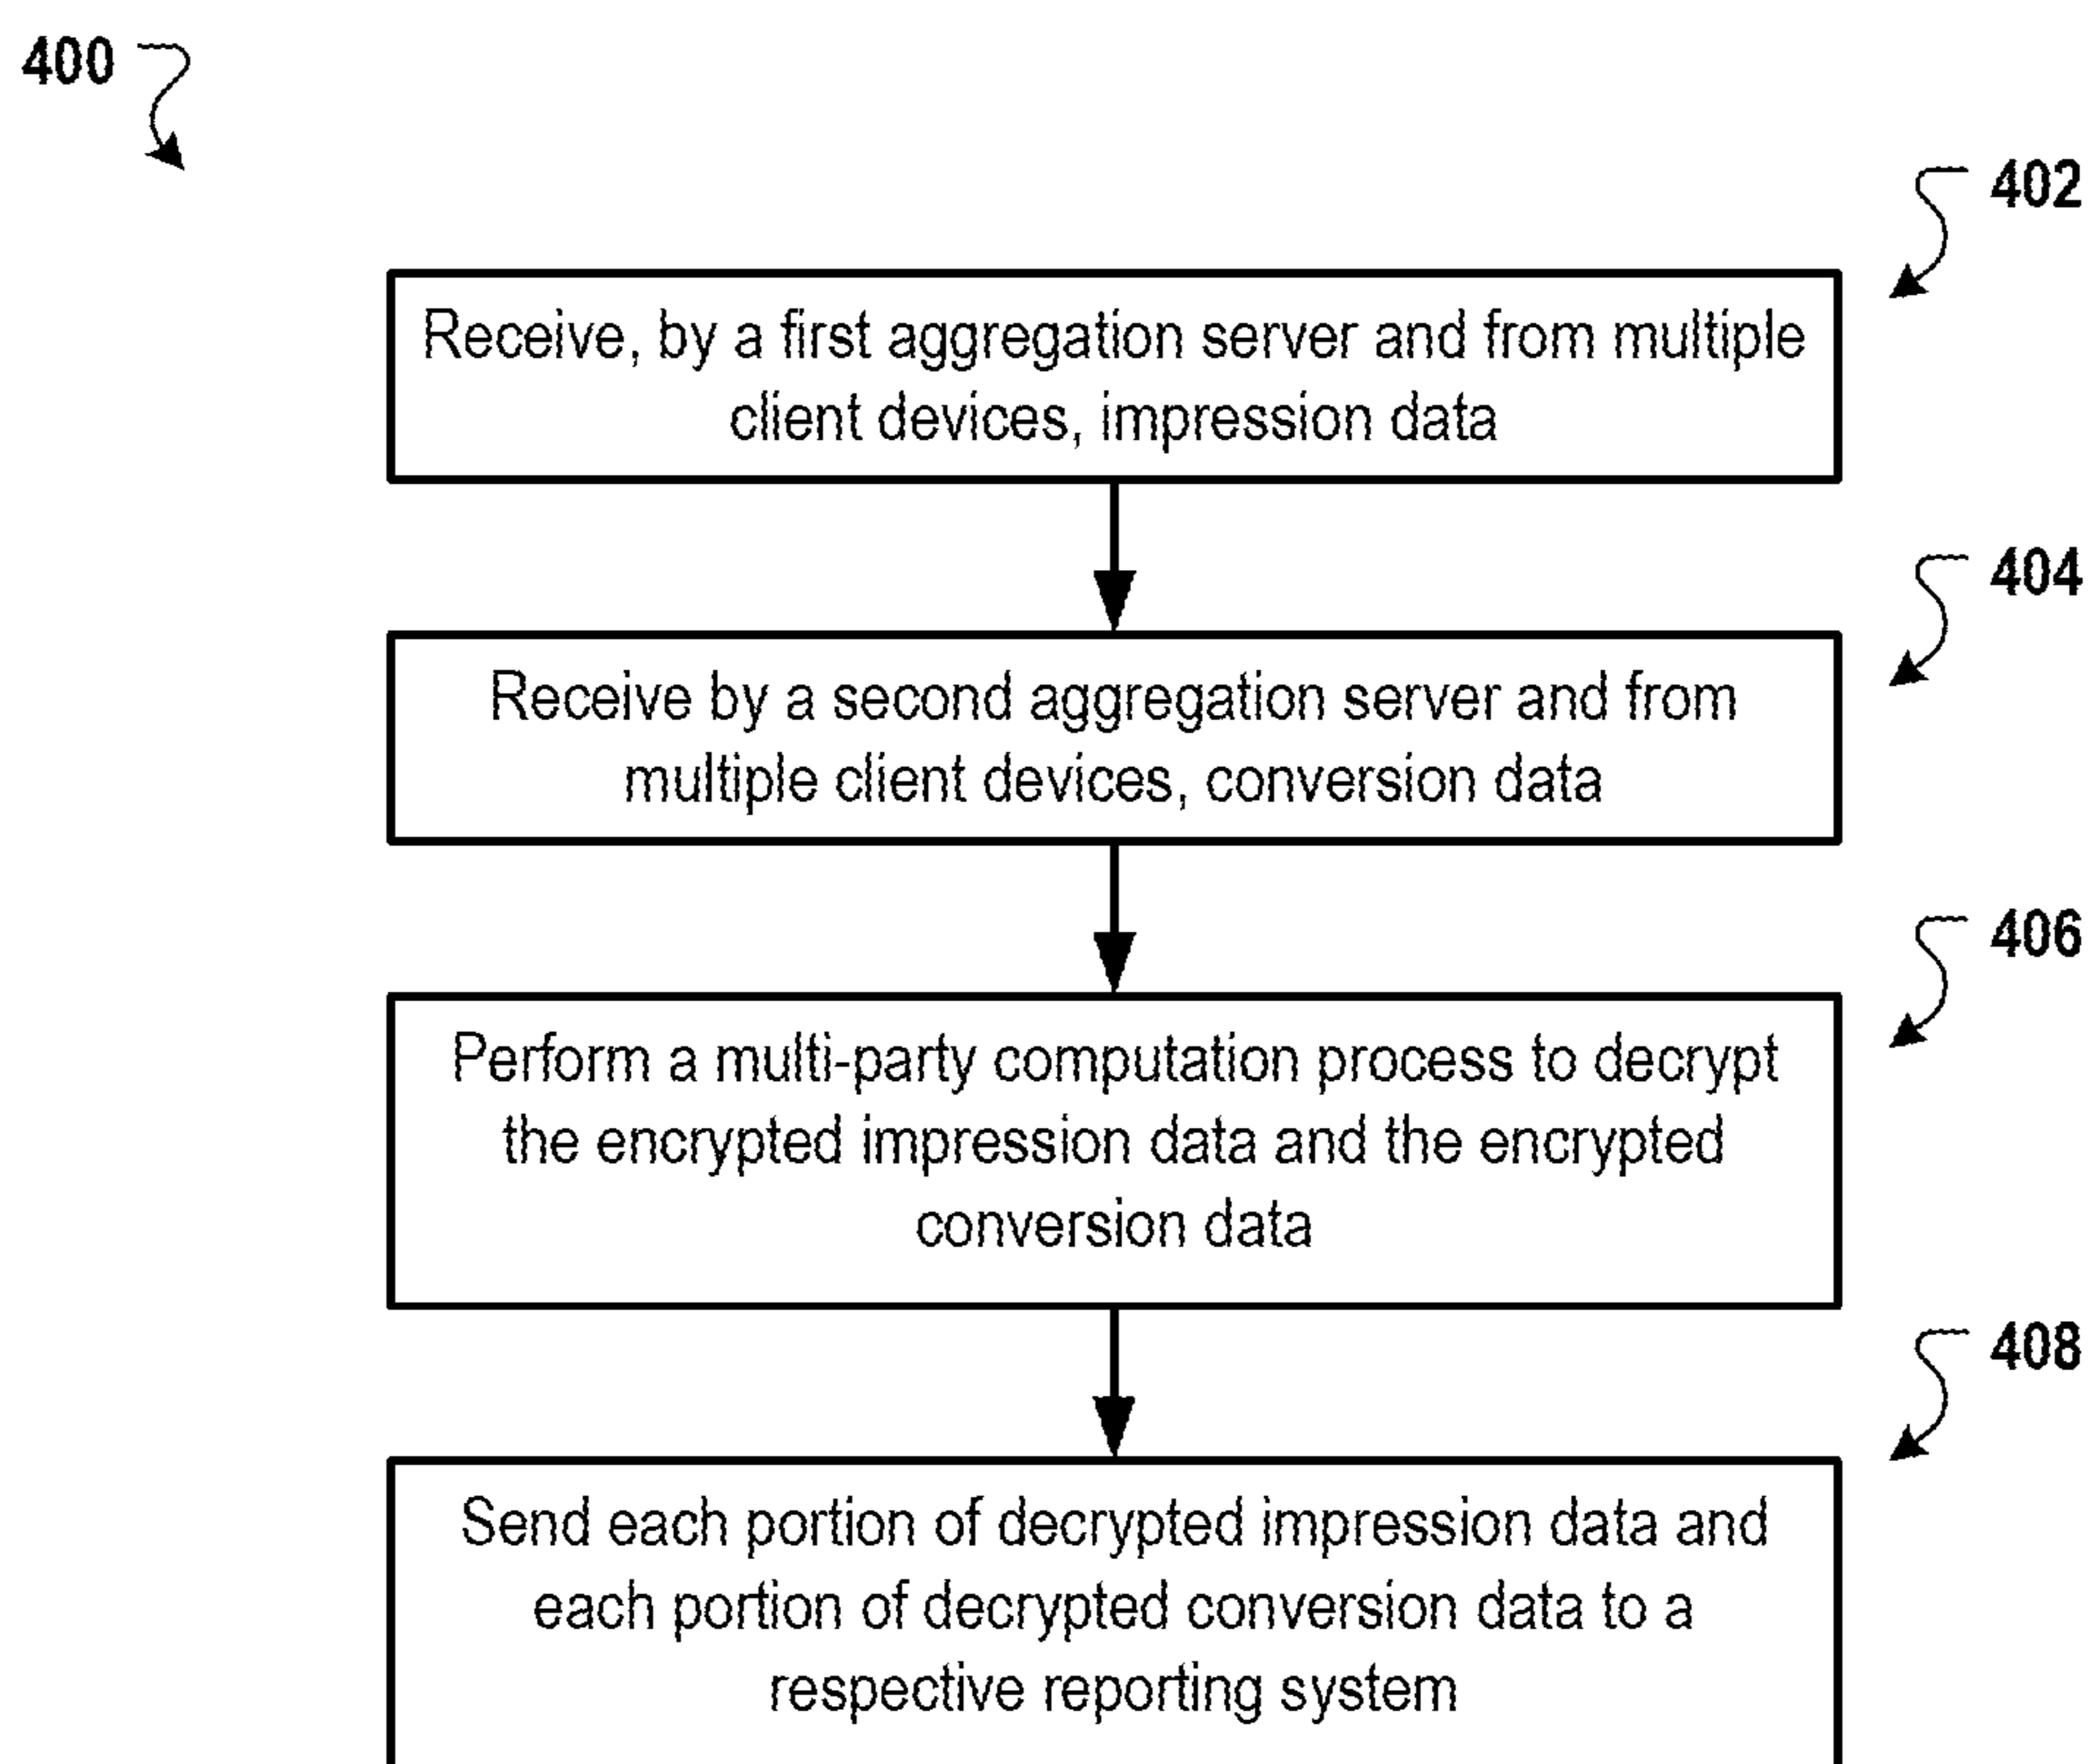 400
402
Receive, by a first aggregation server and from multiple
client devices, impression data
404
Receive by a second aggregation server and from
multiple client devices, conversion data
406
Perform a multi-party computation process to decrypt
the encrypted impression data and the encrypted
conversion data
408
Send each portion of decrypted impression data and
each portion of decrypted conversion data to a
respective reporting system